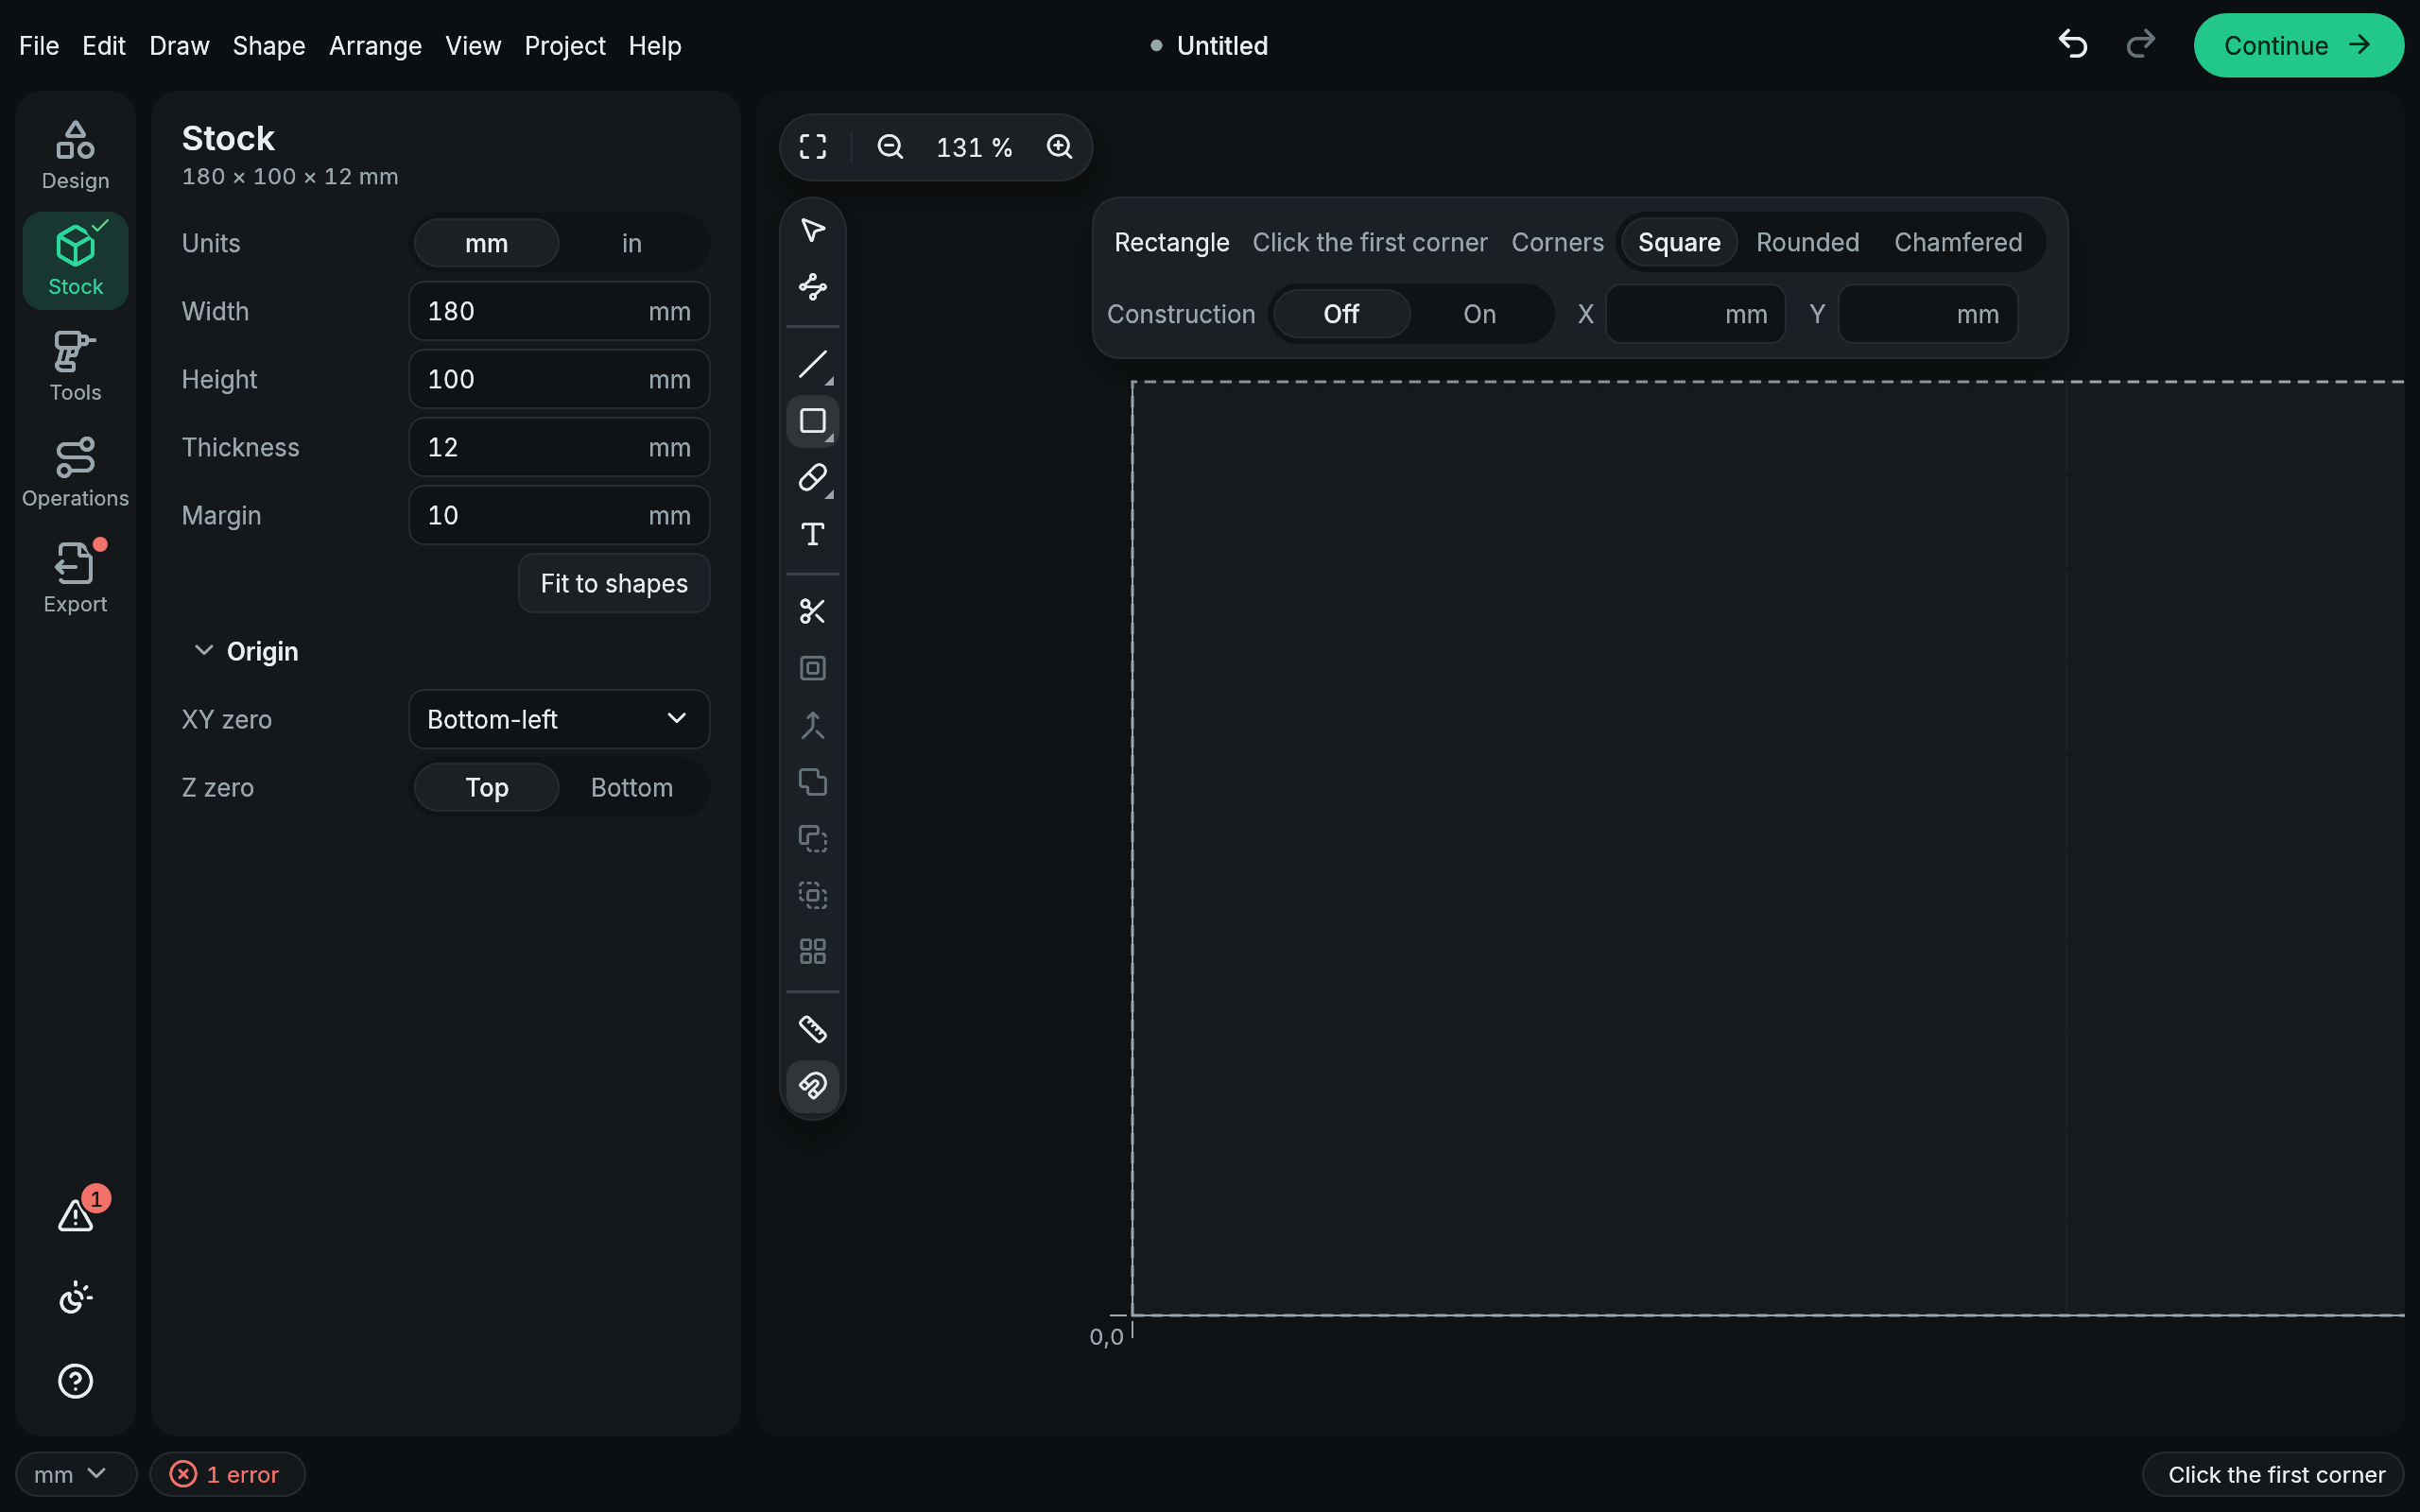 File Edit Draw Shape Arrange View Project Help
Untitled
Continue
Design
Stock
Tools
Operations
Export
1
Stock
180 × 100 × 12 mm
Units mm in
Width 180 mm
Height 100 mm
Thickness 12 mm
Margin 10 mm
Fit to shapes
Origin
XY zero Bottom-left
Z zero Top Bottom
131 %
Rectangle Click the first corner Corners Square Rounded Chamfered
Construction Off On X mm Y mm
0,0
mm
1 error
Click the first corner